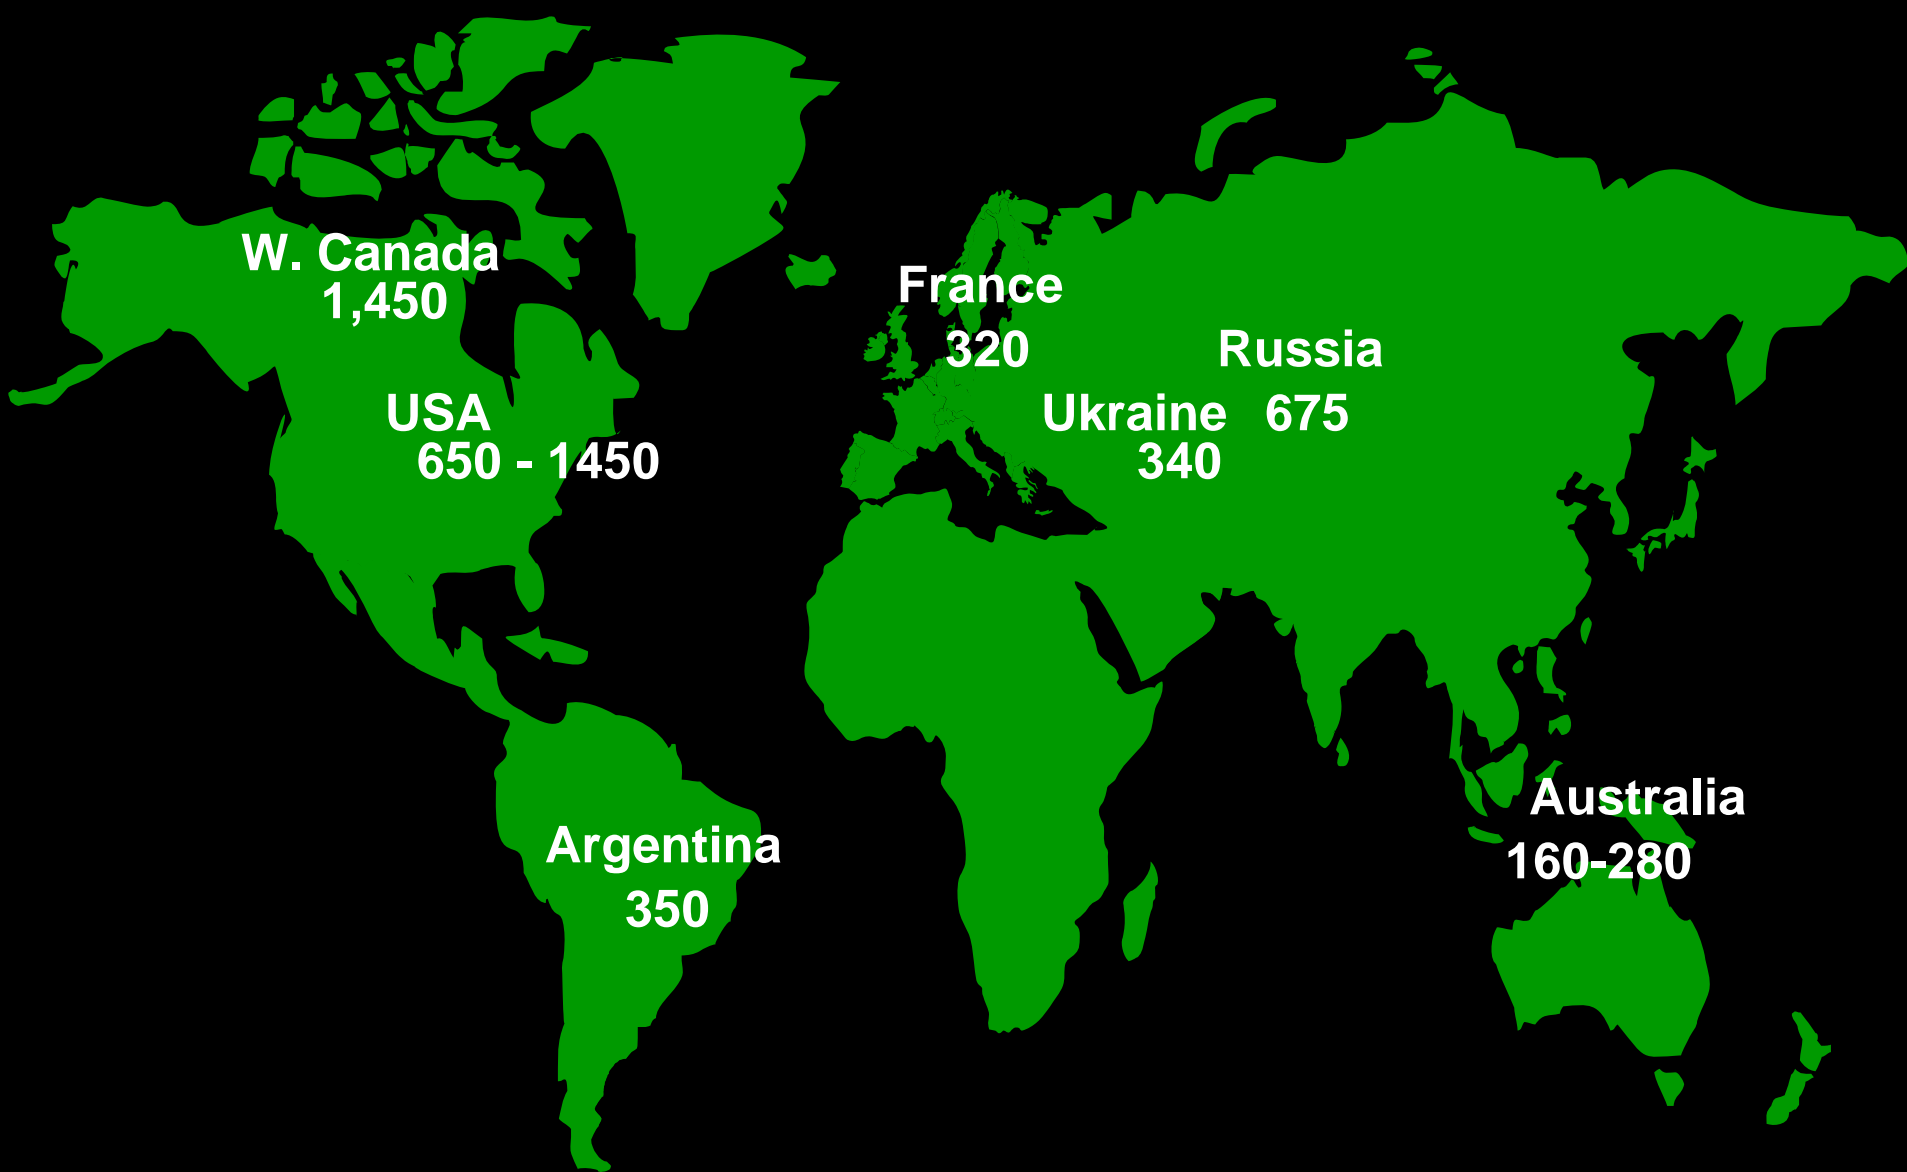 W. Canada
1,450
France
320
Russia
675
USA
650 - 1450
Ukraine
340
Australia
160-280
Argentina
350